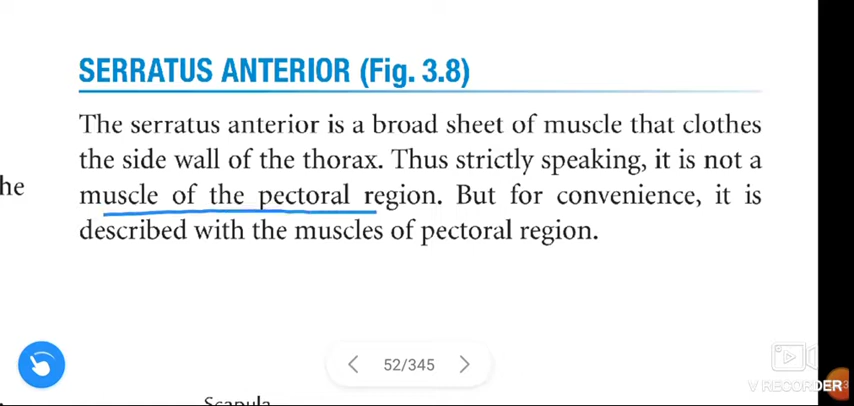 SERRATUS ANTERIOR (Fig. 3.8)
The serratus anterior is a broad sheet of muscle that clothes
the side wall of the thorax. Thus strictly speaking, it is not a
he
muscle of the pectoral region. But for convenience, it is
described with the muscles of pectoral region.
52/345
V RECORDER
Scapula